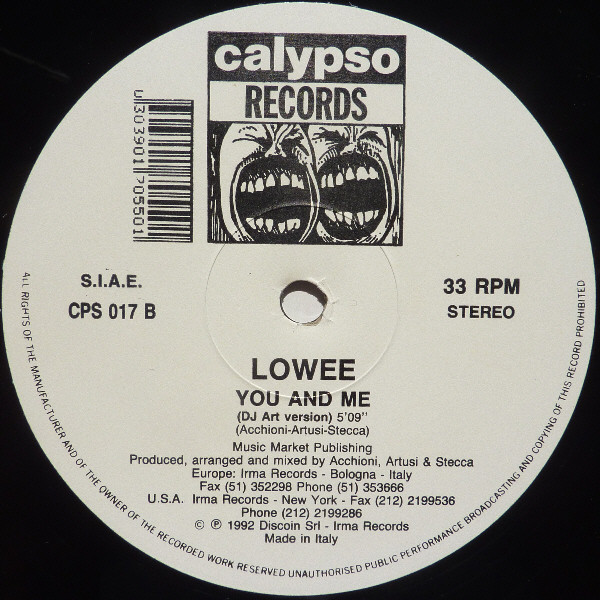 calypso
RECORDS
U303901705501
S.I.A.E.
CPS 017 B
33 RPM
STEREO
LOWEE
YOU AND ME
(DJ Art version) 5'09"
(Acchioni-Artusi-Stecca)
Music Market Publishing
Produced, arranged and mixed by Acchioni, Artusi & Stecca
Europe: Irma Records - Bologna - Italy
Fax (51) 352298 Phone (51) 353666
U.S.A. Irma Records - New York - Fax (212) 2199536
Phone (212) 2199286
© ℗ 1992 Discoin Srl - Irma Records
Made in Italy
ALL RIGHTS OF THE MANUFACTURER AND OF THE OWNER OF THE RECORDED WORK RESERVED UNAUTHORISED PUBLIC PERFORMANCE BROADCASTING AND COPYING OF THIS RECORD PROHIBITED